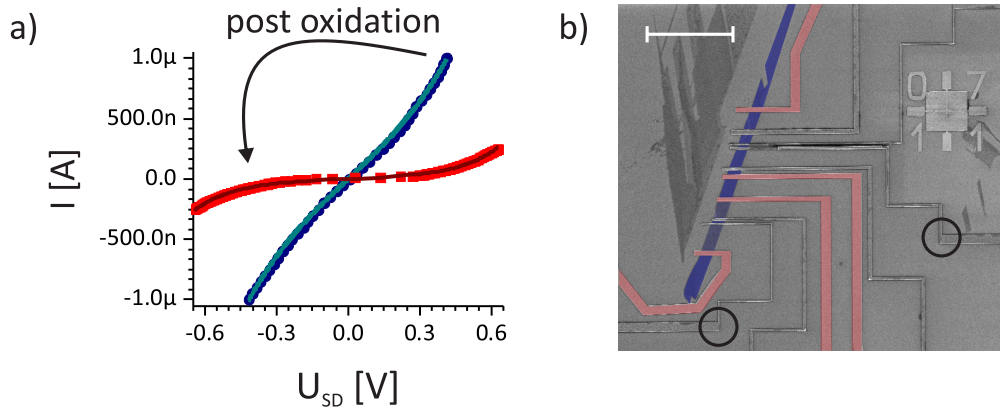 a)
post oxidation
1.0µ
500.0n
0.0
-500.0n
-1.0µ
I [A]
-0.6
-0.3
0.0
0.3
0.6
U_SD [V]
b)
0 7
1 1